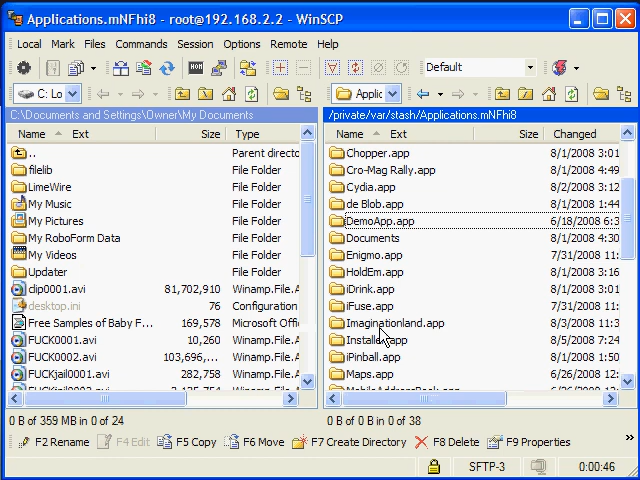 Applications.mNFhi8 - root@192.168.2.2 - WinSCP
Local Mark Files Commands Session Options Remote Help
Default
C: Lo
Applic
C:\Documents and Settings\Owner\My Documents
/private/var/stash/Applications.mNFhi8
Name Ext Size Type
Name Ext Size Changed
.. Parent directo
filelib File Folder
LimeWire File Folder
My Music File Folder
My Pictures File Folder
My RoboForm Data File Folder
My Videos File Folder
Updater File Folder
clip0001.avi 81,702,910 Winamp.File.A
desktop.ini 76 Configuration
Free Samples of Baby F... 169,578 Microsoft Offi
FUCK0001.avi 10,260 Winamp.File.A
FUCK0002.avi 103,696,... Winamp.File.A
FUCKjail0001.avi 282,758 Winamp.File.A
Chopper.app 8/1/2008 3:01
Cro-Mag Rally.app 8/1/2008 4:49
Cydia.app 8/1/2008 3:12
de Blob.app 8/1/2008 1:44
DemoApp.app 6/18/2008 6:3
Documents 8/1/2008 4:30
Enigmo.app 7/31/2008 11:
HoldEm.app 8/1/2008 3:16
iDrink.app 8/1/2008
iFuse.app 7/31/2008 11:
Imaginationland.app 8/3/2008 11:3
Installer.app 8/5/2008 7:24
iPinball.app 8/1/2008 1:50
Maps.app 6/26/2008 12:
MobileAddressBook.app 6/26/2008 12:
0 B of 359 MB in 0 of 24
0 B of 0 B in 0 of 38
F2 Rename F4 Edit F5 Copy F6 Move F7 Create Directory F8 Delete F9 Properties
SFTP-3 0:00:46